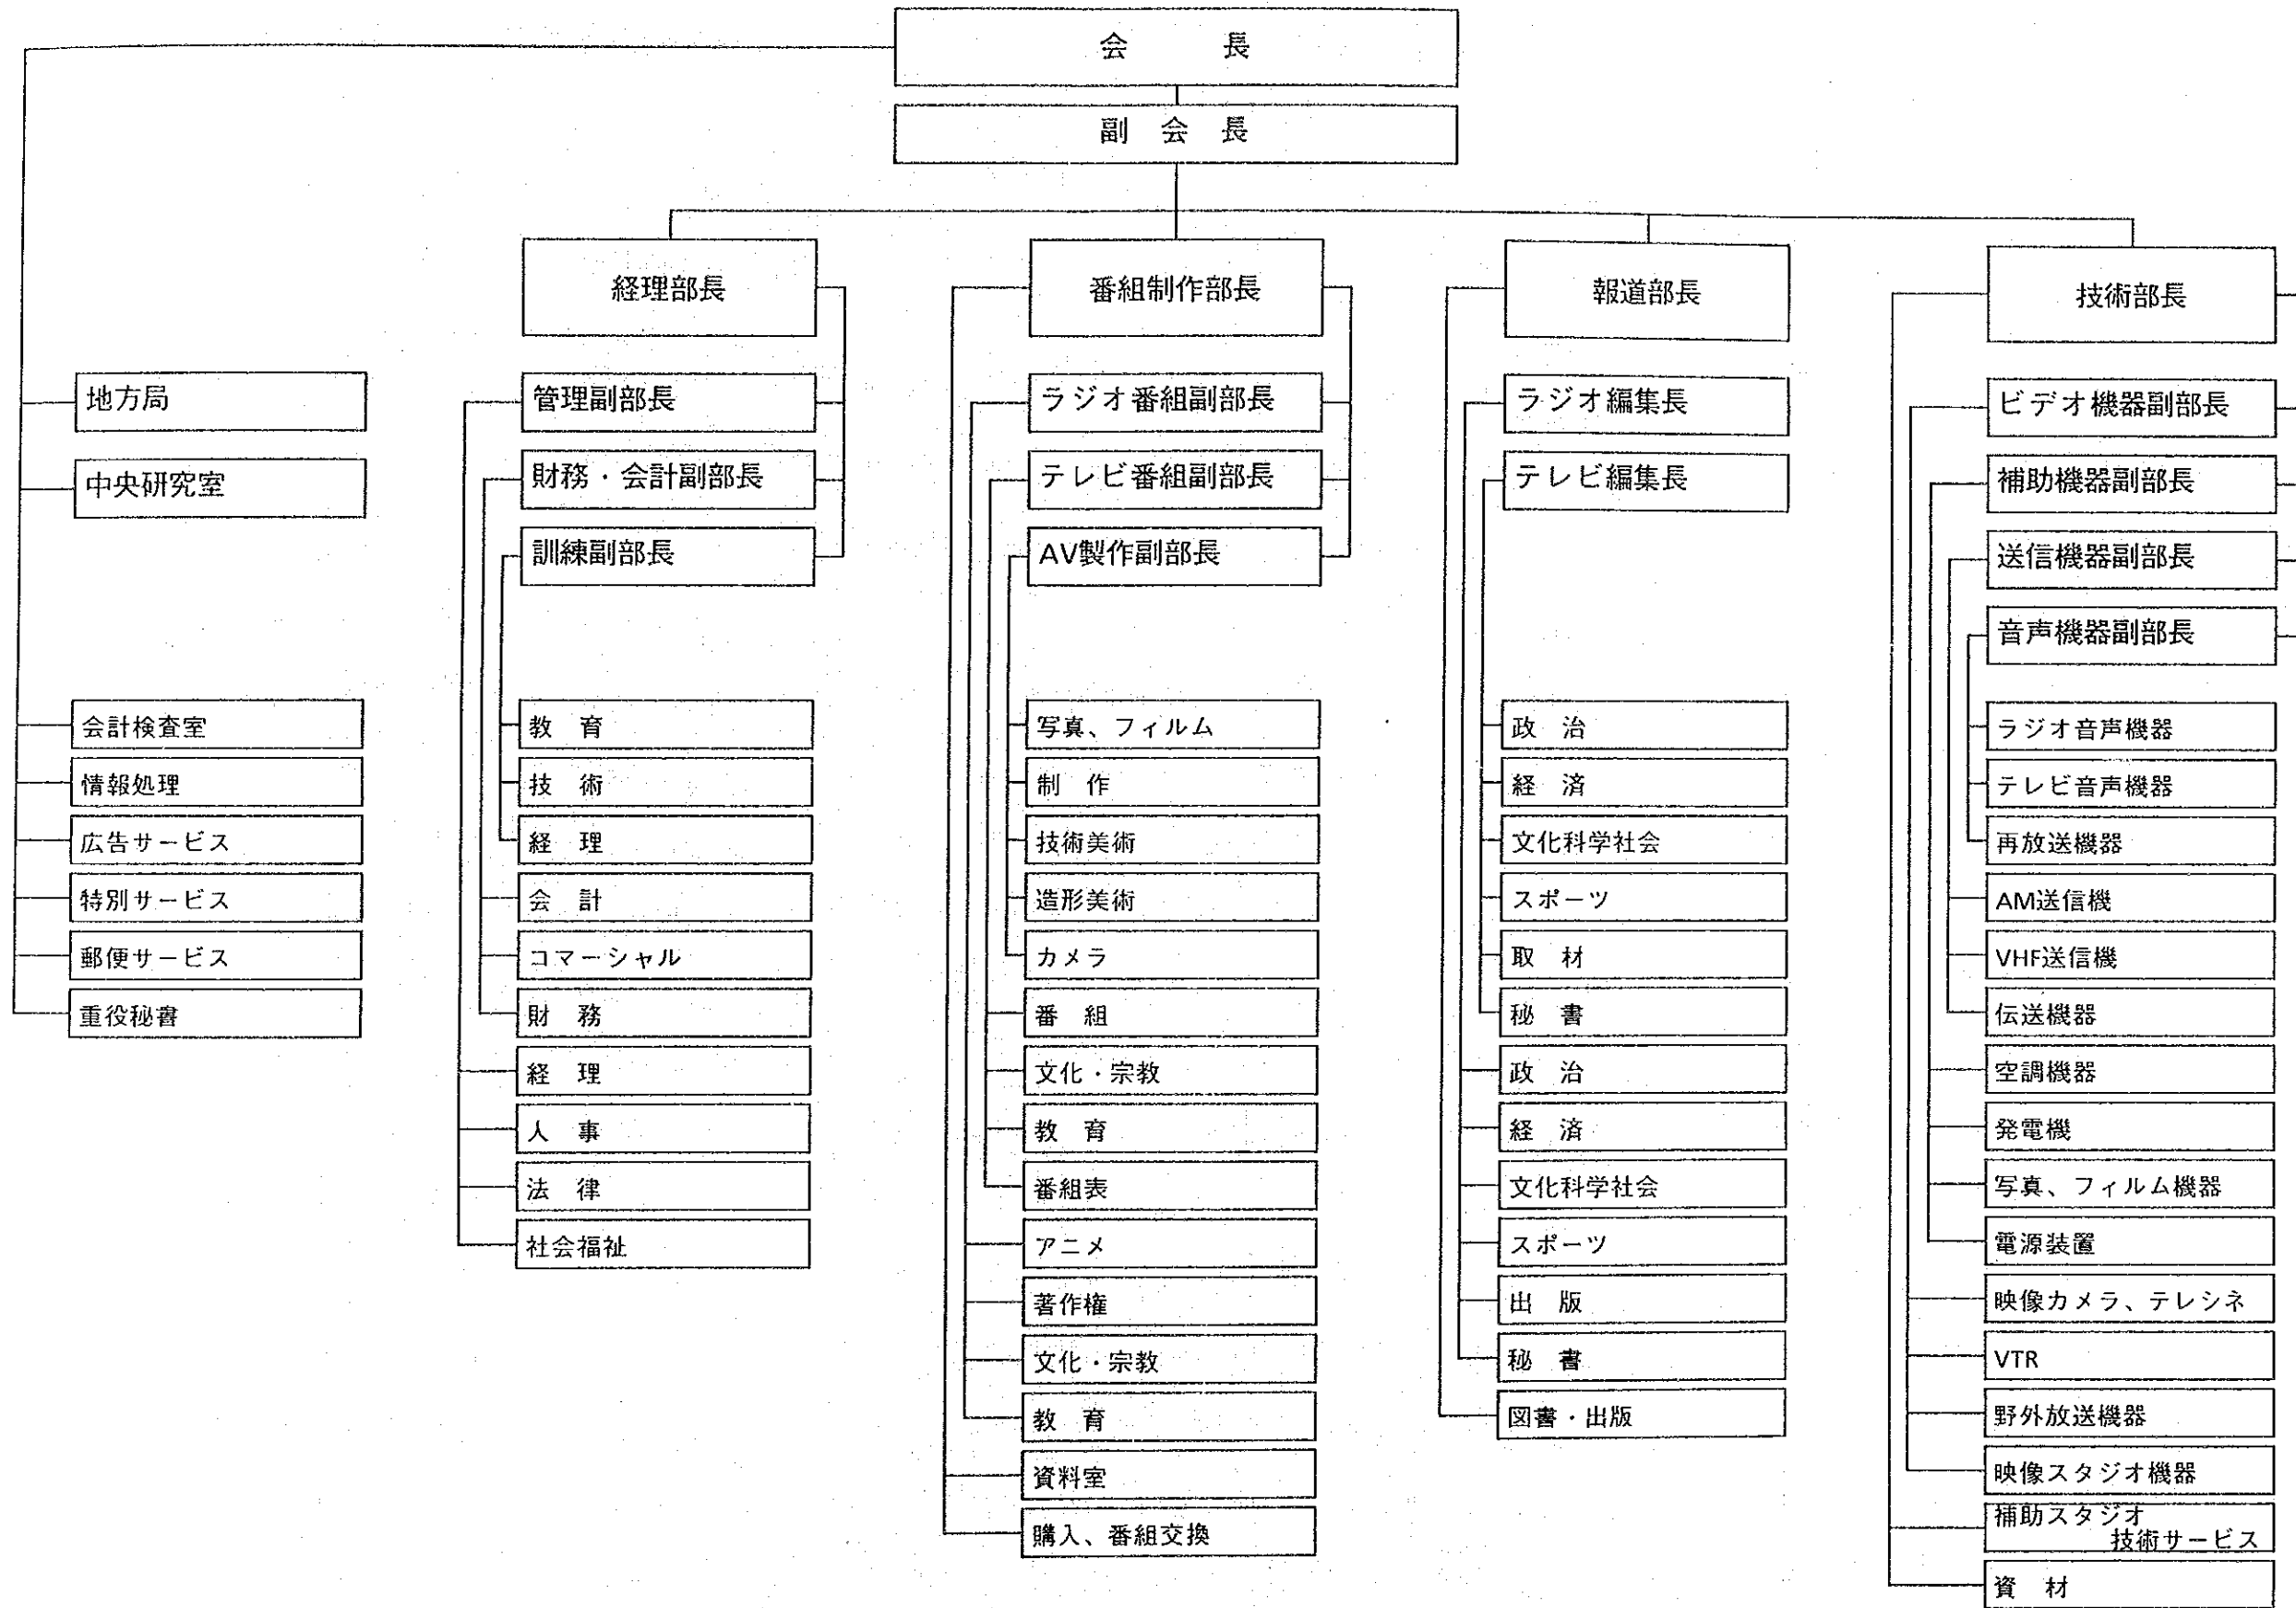 会　長
副　会　長
経理部長
番組制作部長
報道部長
技術部長
地方局
中央研究室
会計検査室
情報処理
広告サービス
特別サービス
郵便サービス
重役秘書
管理副部長
財務・会計副部長
訓練副部長
教　育
技　術
経　理
会　計
コマーシャル
財　務
経　理
人　事
法　律
社会福祉
ラジオ番組副部長
テレビ番組副部長
AV製作副部長
写真、フィルム
制　作
技術美術
造形美術
カメラ
番　組
文化・宗教
教　育
番組表
アニメ
著作権
文化・宗教
教　育
資料室
購入、番組交換
ラジオ編集長
テレビ編集長
政　治
経　済
文化科学社会
スポーツ
取　材
秘　書
政　治
経　済
文化科学社会
スポーツ
出　版
秘　書
図書・出版
ビデオ機器副部長
補助機器副部長
送信機器副部長
音声機器副部長
ラジオ音声機器
テレビ音声機器
再放送機器
AM送信機
VHF送信機
伝送機器
空調機器
発電機
写真、フィルム機器
電源装置
映像カメラ、テレシネ
VTR
野外放送機器
映像スタジオ機器
補助スタジオ
技術サービス
資　材